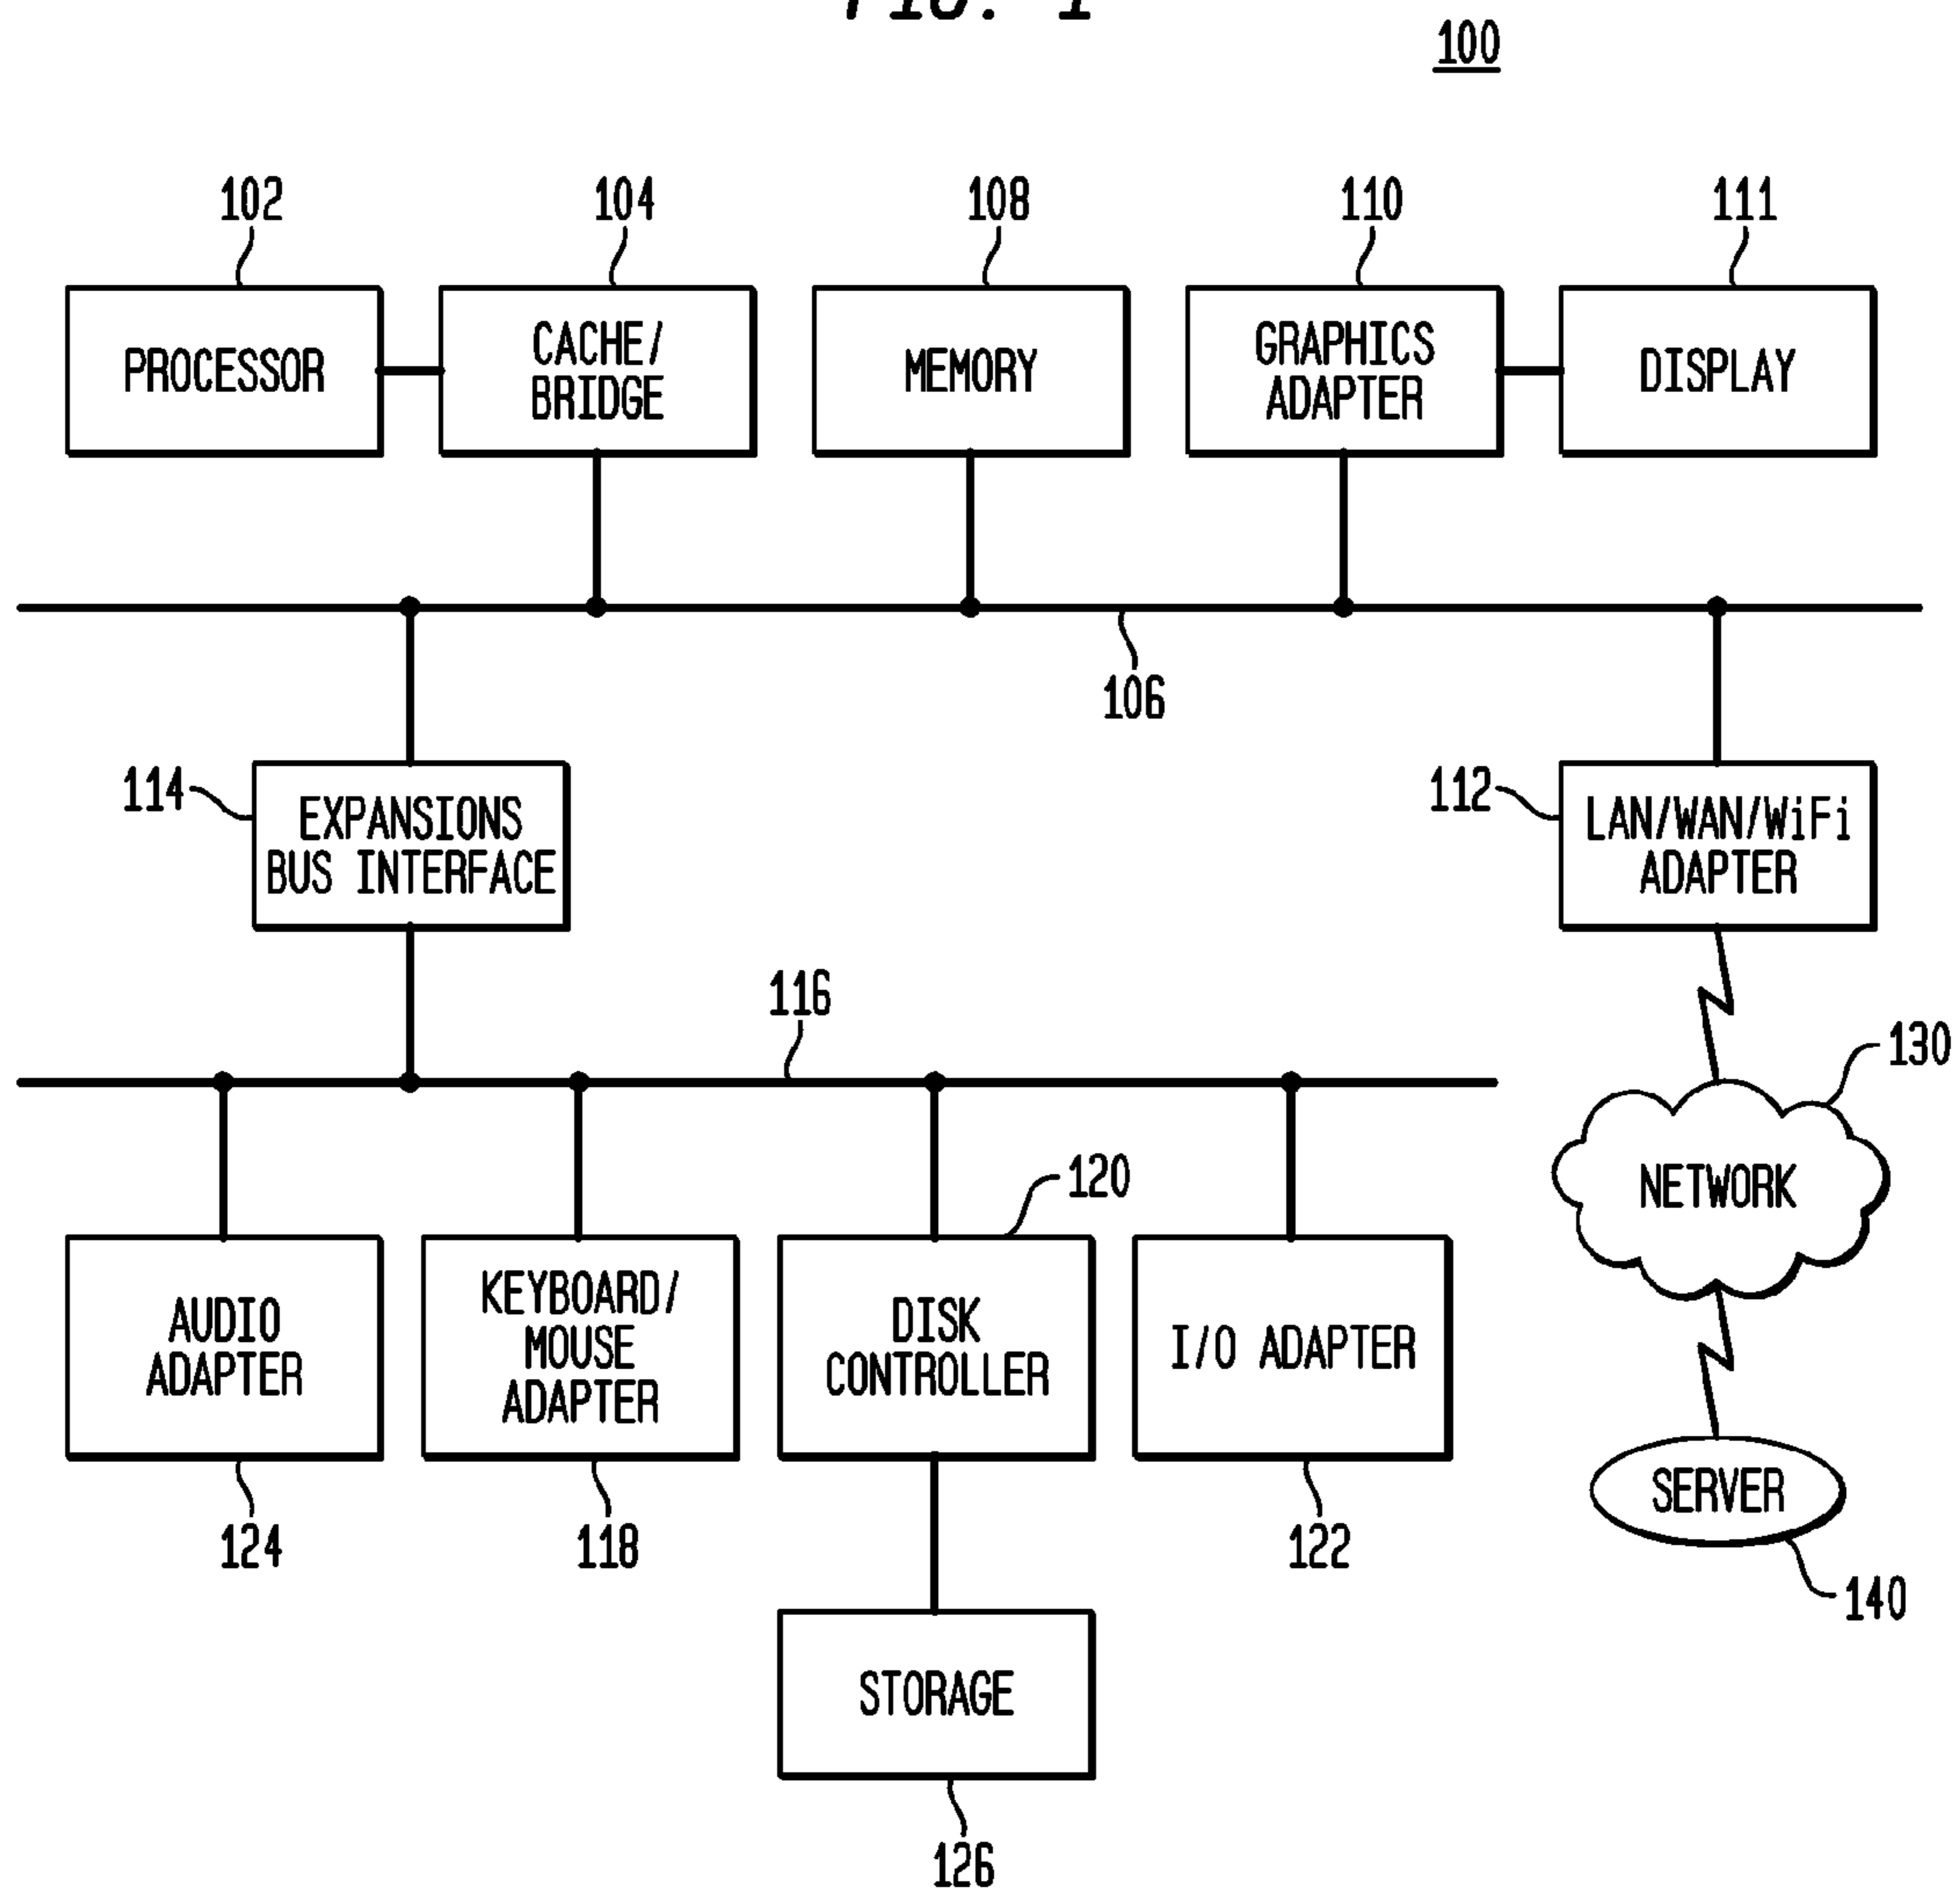 FIG. 1
100
102
104
108
110
111
PROCESSOR
CACHE/
BRIDGE
MEMORY
GRAPHICS
ADAPTER
DISPLAY
106
114
EXPANSIONS
BUS INTERFACE
112
LAN/WAN/WiFi
ADAPTER
116
130
NETWORK
120
AUDIO
ADAPTER
KEYBOARD/
MOUSE
ADAPTER
DISK
CONTROLLER
I/O ADAPTER
SERVER
124
118
122
140
STORAGE
126